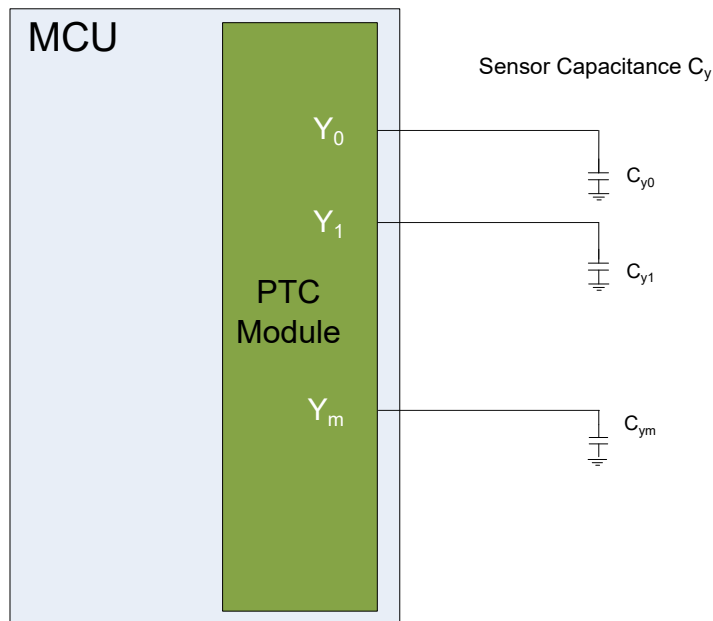 MCU
Sensor Capacitance Cy
Y0
Cy0
Y1
Cy1
PTC
Module
Ym
Cym